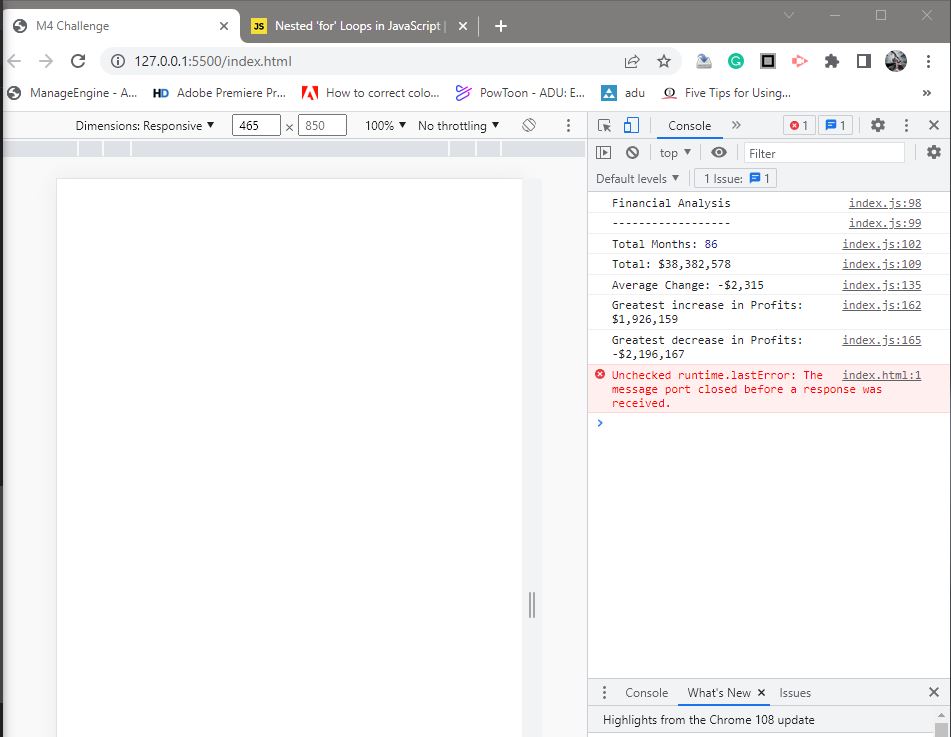 M4 Challenge
JS Nested 'for' Loops in JavaScript |
127.0.0.1:5500/index.html
ManageEngine - A... HD Adobe Premiere Pr... How to correct colo... PowToon - ADU: E... adu Five Tips for Using... »
Dimensions: Responsive 465 × 850 100% No throttling
Console » 1 1
top Filter
Default levels 1 Issue: 1
Financial Analysis index.js:98
------------------ index.js:99
Total Months: 86 index.js:102
Total: $38,382,578 index.js:109
Average Change: -$2,315 index.js:135
Greatest increase in Profits: index.js:162
$1,926,159
Greatest decrease in Profits: index.js:165
-$2,196,167
Unchecked runtime.lastError: The index.html:1
message port closed before a response was
received.
Console What's New Issues
Highlights from the Chrome 108 update